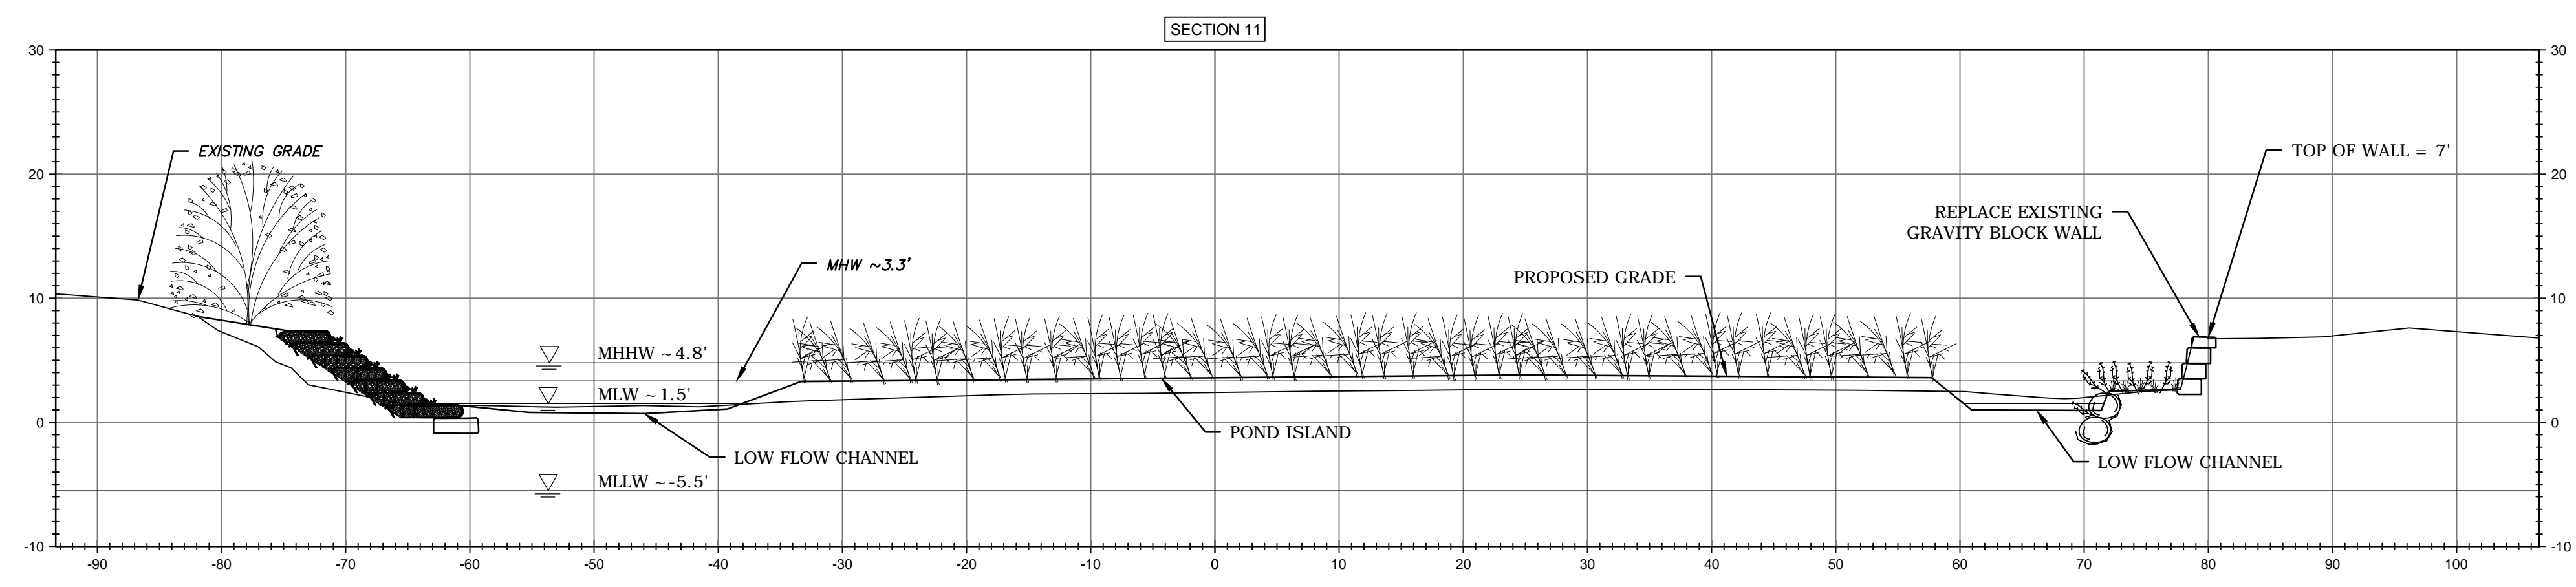 SECTION 11
30
30
EXISTING GRADE
TOP OF WALL = 7'
20
20
REPLACE EXISTING
GRAVITY BLOCK WALL
MHW ~3.3'
PROPOSED GRADE
10
10
MHHW ~4.8'
MLW ~1.5'
0
0
POND ISLAND
LOW FLOW CHANNEL
LOW FLOW CHANNEL
MLLW ~-5.5'
-10
-10
-90 -80 -70 -60 -50 -40 -30 -20 -10 0 10 20 30 40 50 60 70 80 90 100